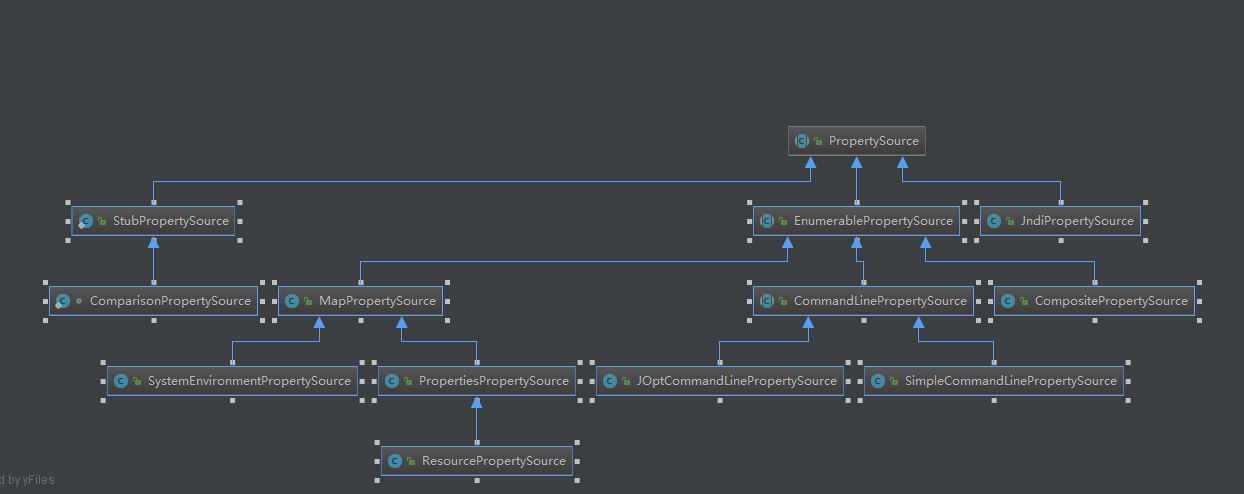 PropertySource
StubPropertySource
EnumerablePropertySource
JndiPropertySource
ComparisonPropertySource
MapPropertySource
CommandLinePropertySource
CompositePropertySource
SystemEnvironmentPropertySource
PropertiesPropertySource
JOptCommandLinePropertySource
SimpleCommandLinePropertySource
ResourcePropertySource
d by yFiles